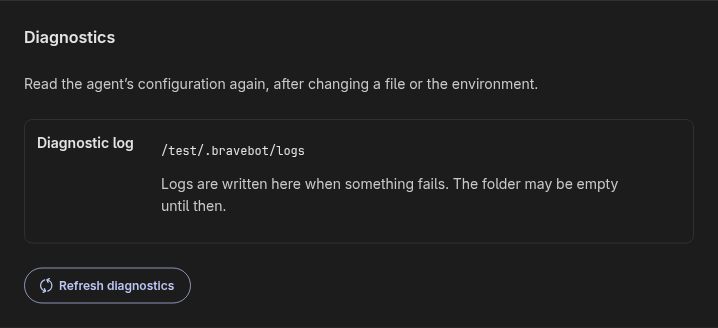 Diagnostics
Read the agent’s configuration again, after changing a file or the environment.
Diagnostic log
/test/.bravebot/logs
Logs are written here when something fails. The folder may be empty
until then.
Refresh diagnostics